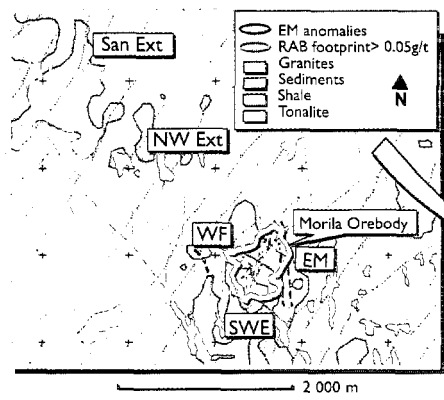 San Ext
EM anomalies
RAB footprint> 0.05g/t
Granites
Sediments
Shale
Tonalite
N
NW Ext
Morila Orebody
WF
EM
SWE
2 000 m